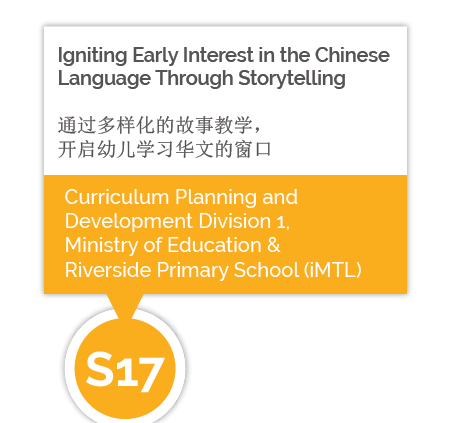 Igniting Early Interest in the Chinese
Language Through Storytelling
通过多样化的故事教学，
开启幼儿学习华文的窗口
Curriculum Planning and
Development Division 1,
Ministry of Education &
Riverside Primary School (iMTL)
S17